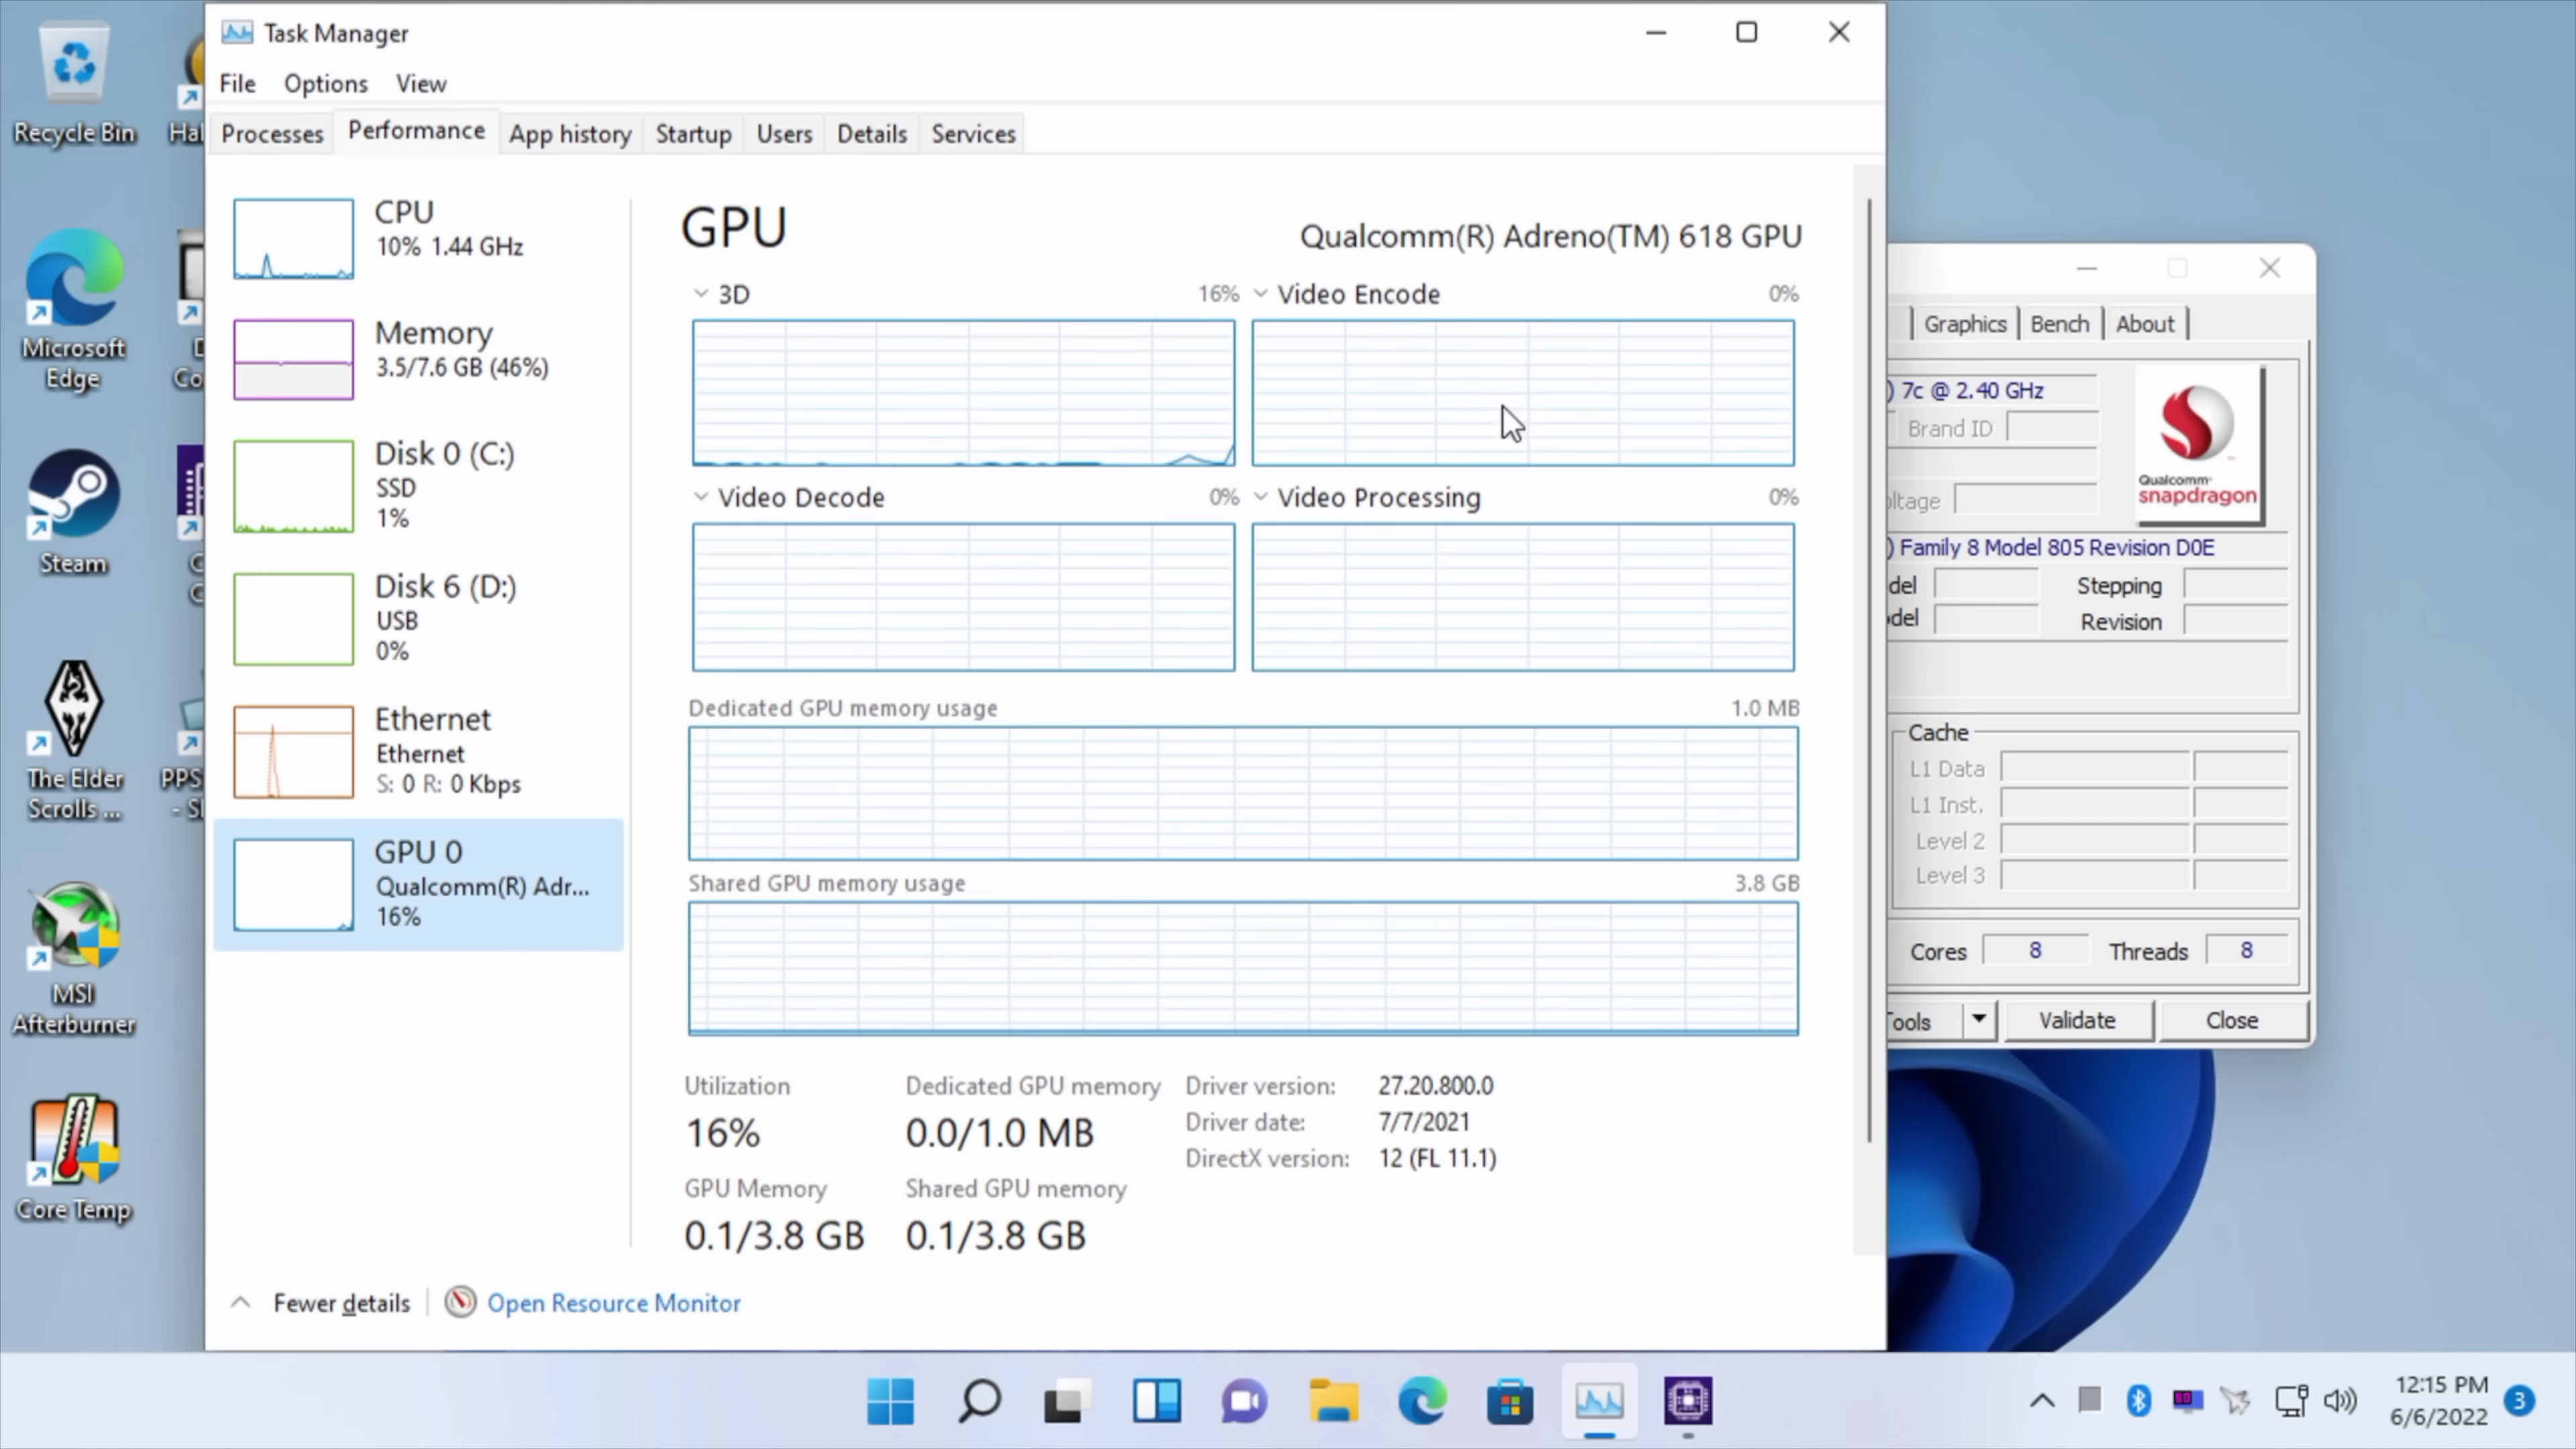 Task Manager
File Options View
Processes Performance App history Startup Users Details Services
CPU
10% 1.44 GHz
Memory
3.5/7.6 GB (46%)
Disk 0 (C:)
SSD
1%
Disk 6 (D:)
USB
0%
Ethernet
Ethernet
S: 0 R: 0 Kbps
GPU 0
Qualcomm(R) Adr...
16%
GPU
Qualcomm(R) Adreno(TM) 618 GPU
3D 16%
Video Encode 0%
Video Decode 0%
Video Processing 0%
Dedicated GPU memory usage 1.0 MB
Shared GPU memory usage 3.8 GB
Utilization
16%
Dedicated GPU memory
0.0/1.0 MB
GPU Memory
0.1/3.8 GB
Shared GPU memory
0.1/3.8 GB
Driver version: 27.20.800.0
Driver date: 7/7/2021
DirectX version: 12 (FL 11.1)
Fewer details
Open Resource Monitor
Recycle Bin
Microsoft
Edge
Steam
The Elder
Scrolls ...
MSI
Afterburner
Core Temp
Hal
Co
PPS
- Sl
Graphics Bench About
) 7c @ 2.40 GHz
Brand ID
oltage
Qualcomm
snapdragon
) Family 8 Model 805 Revision D0E
del Stepping
del Revision
Cache
L1 Data
L1 Inst.
Level 2
Level 3
Cores 8 Threads 8
Tools Validate Close
12:15 PM
6/6/2022
3